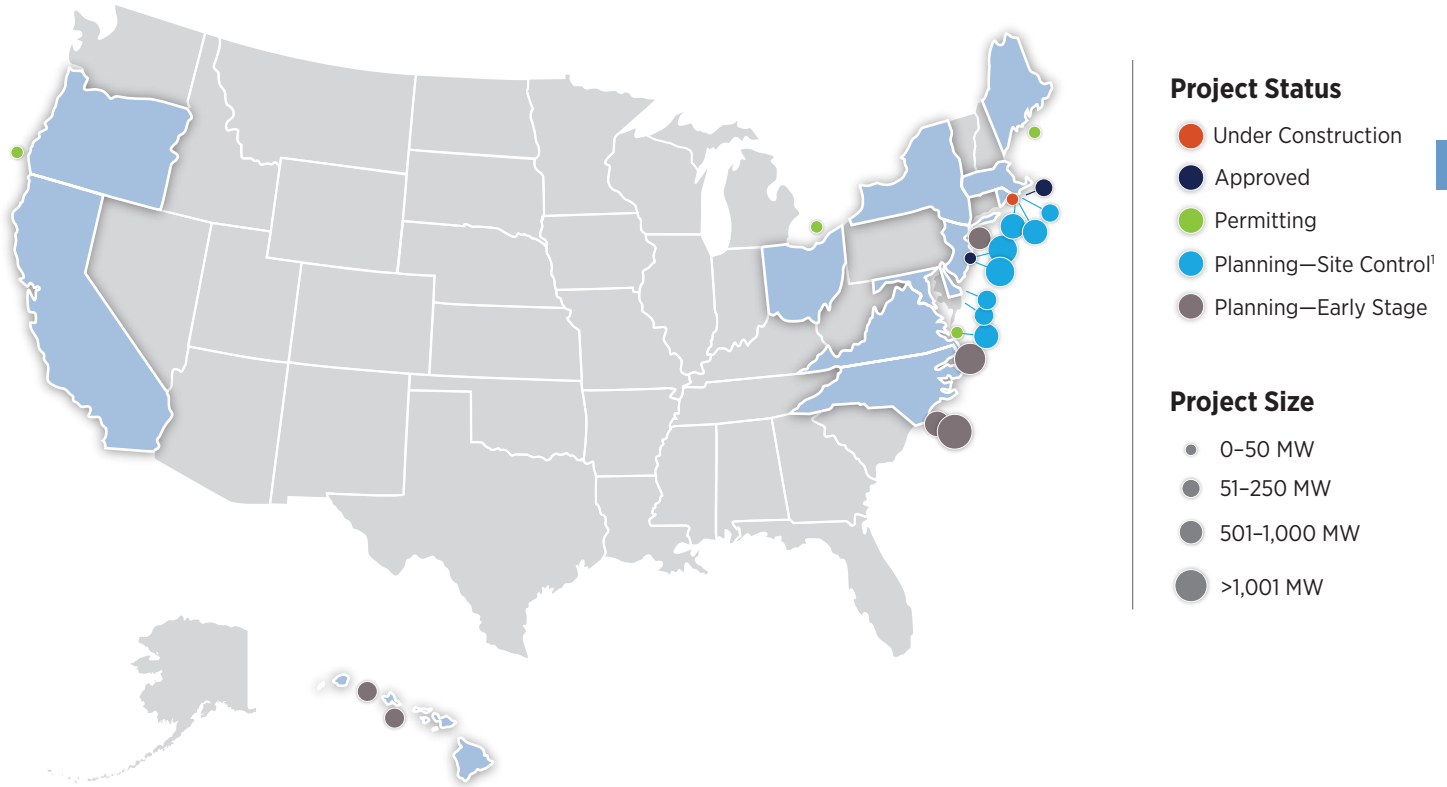 Project Status
Under Construction
Approved
Permitting
Planning—Site Control¹
Planning—Early Stage
Project Size
0–50 MW
51–250 MW
501–1,000 MW
>1,001 MW